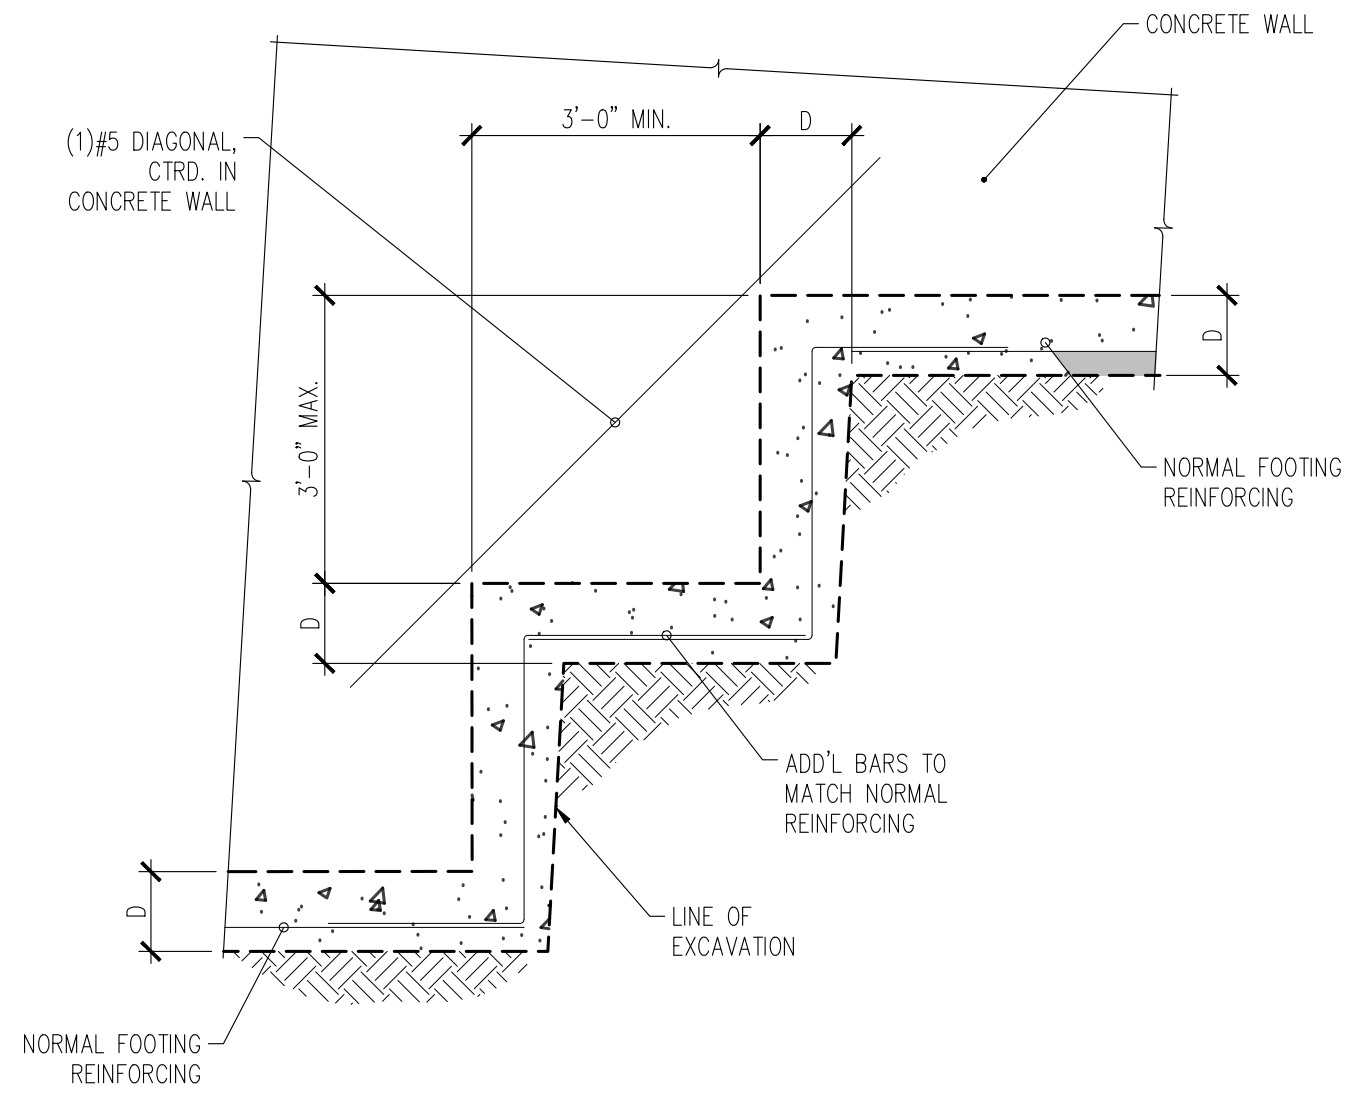 CONCRETE WALL
3'-0" MIN.
D
(1)#5 DIAGONAL,
CTRD. IN
CONCRETE WALL
D
3'-0" MAX.
NORMAL FOOTING
REINFORCING
D
ADD'L BARS TO
MATCH NORMAL
REINFORCING
D
LINE OF
EXCAVATION
NORMAL FOOTING
REINFORCING